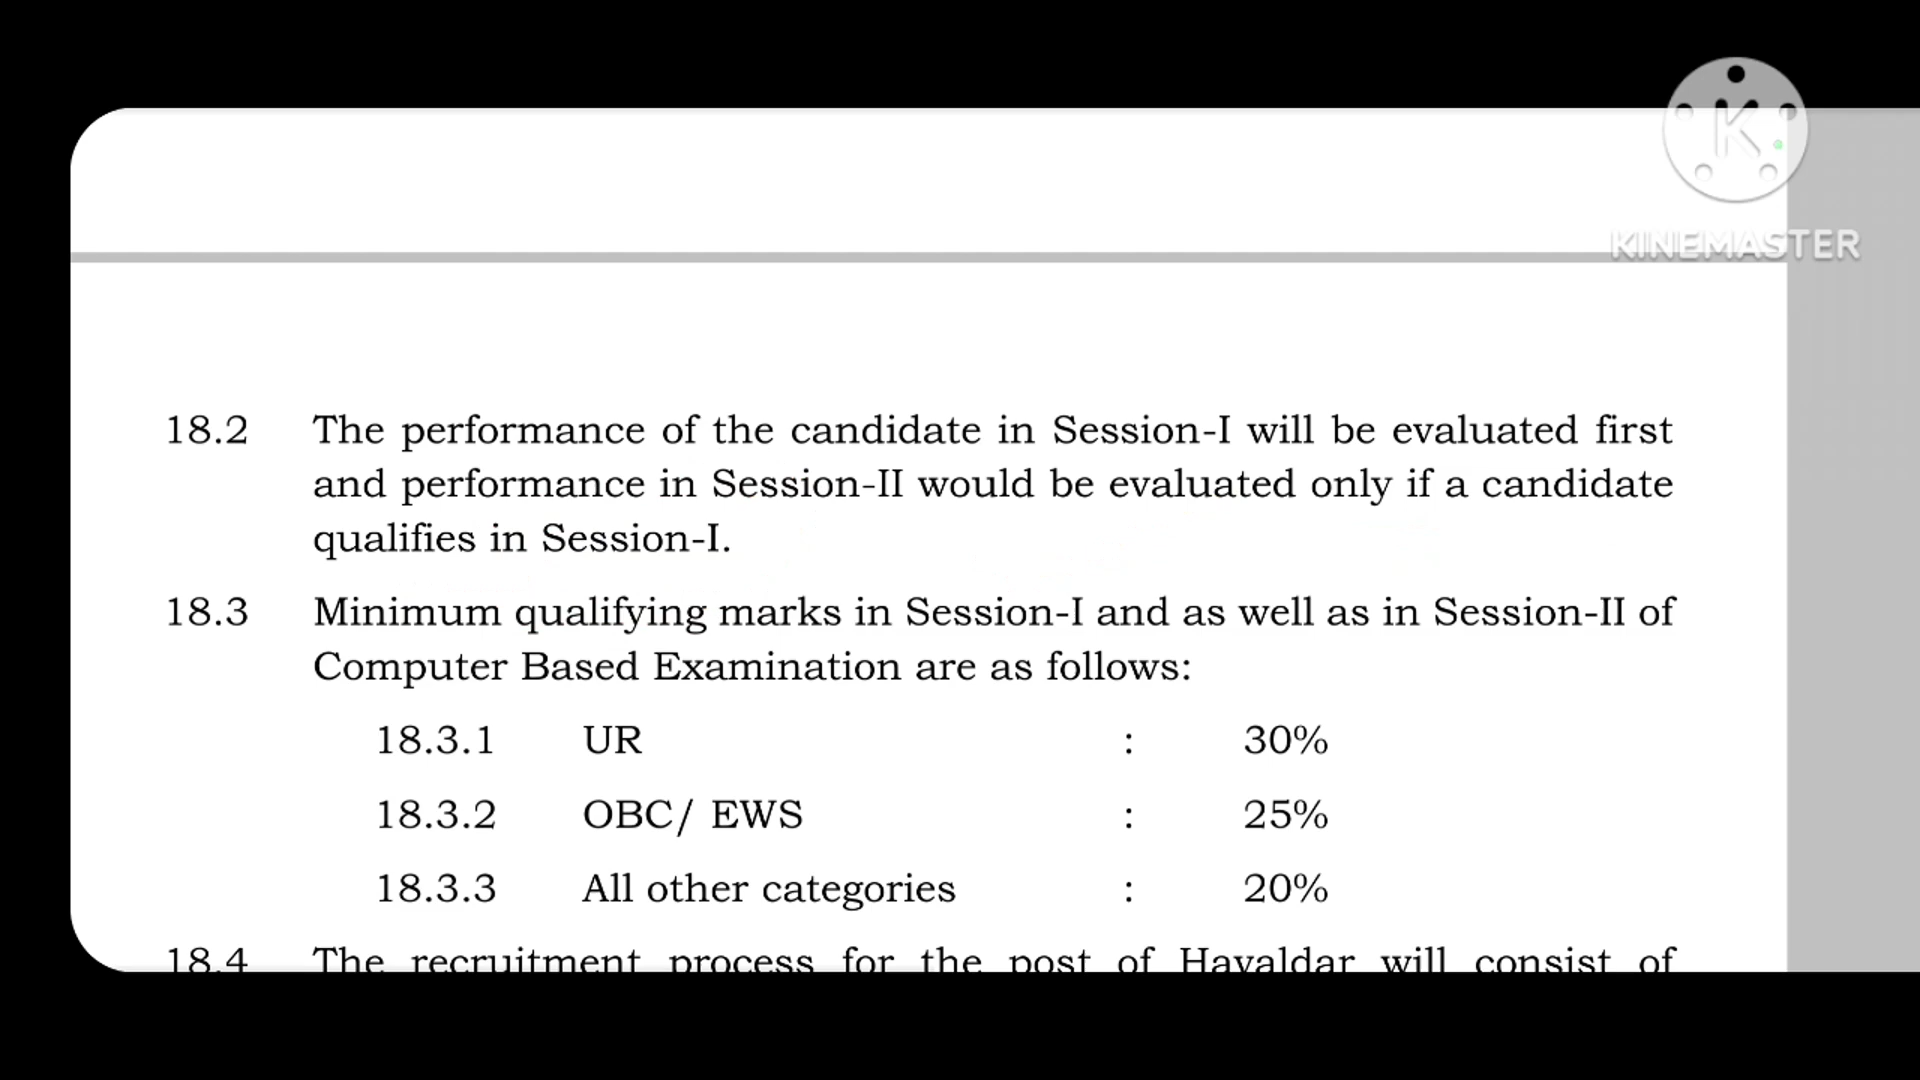 K
KINEMASTER
18.2 The performance of the candidate in Session-I will be evaluated first
and performance in Session-II would be evaluated only if a candidate
qualifies in Session-I.
18.3 Minimum qualifying marks in Session-I and as well as in Session-II of
Computer Based Examination are as follows:
18.3.1 UR : 30%
18.3.2 OBC/ EWS : 25%
18.3.3 All other categories : 20%
18.4 The recruitment process for the post of Havaldar will consist of